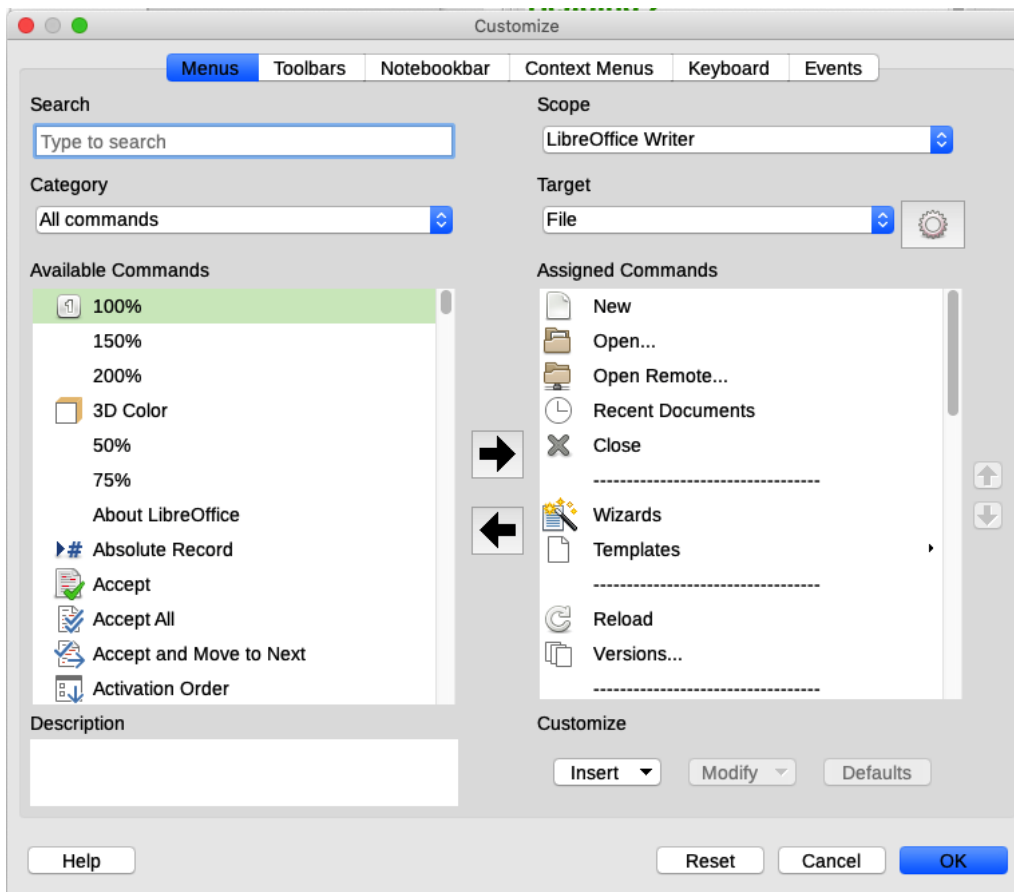 Customize
Menus Toolbars Notebookbar Context Menus Keyboard Events
Search
Type to search
Category
All commands
Available Commands
1 100%
150%
200%
3D Color
50%
75%
About LibreOffice
# Absolute Record
Accept
Accept All
Accept and Move to Next
Activation Order
Description
Scope
LibreOffice Writer
Target
File
Assigned Commands
New
Open...
Open Remote...
Recent Documents
Close
----------------------------------
Wizards
Templates
----------------------------------
Reload
Versions...
----------------------------------
Customize
Insert Modify Defaults
Help Reset Cancel OK